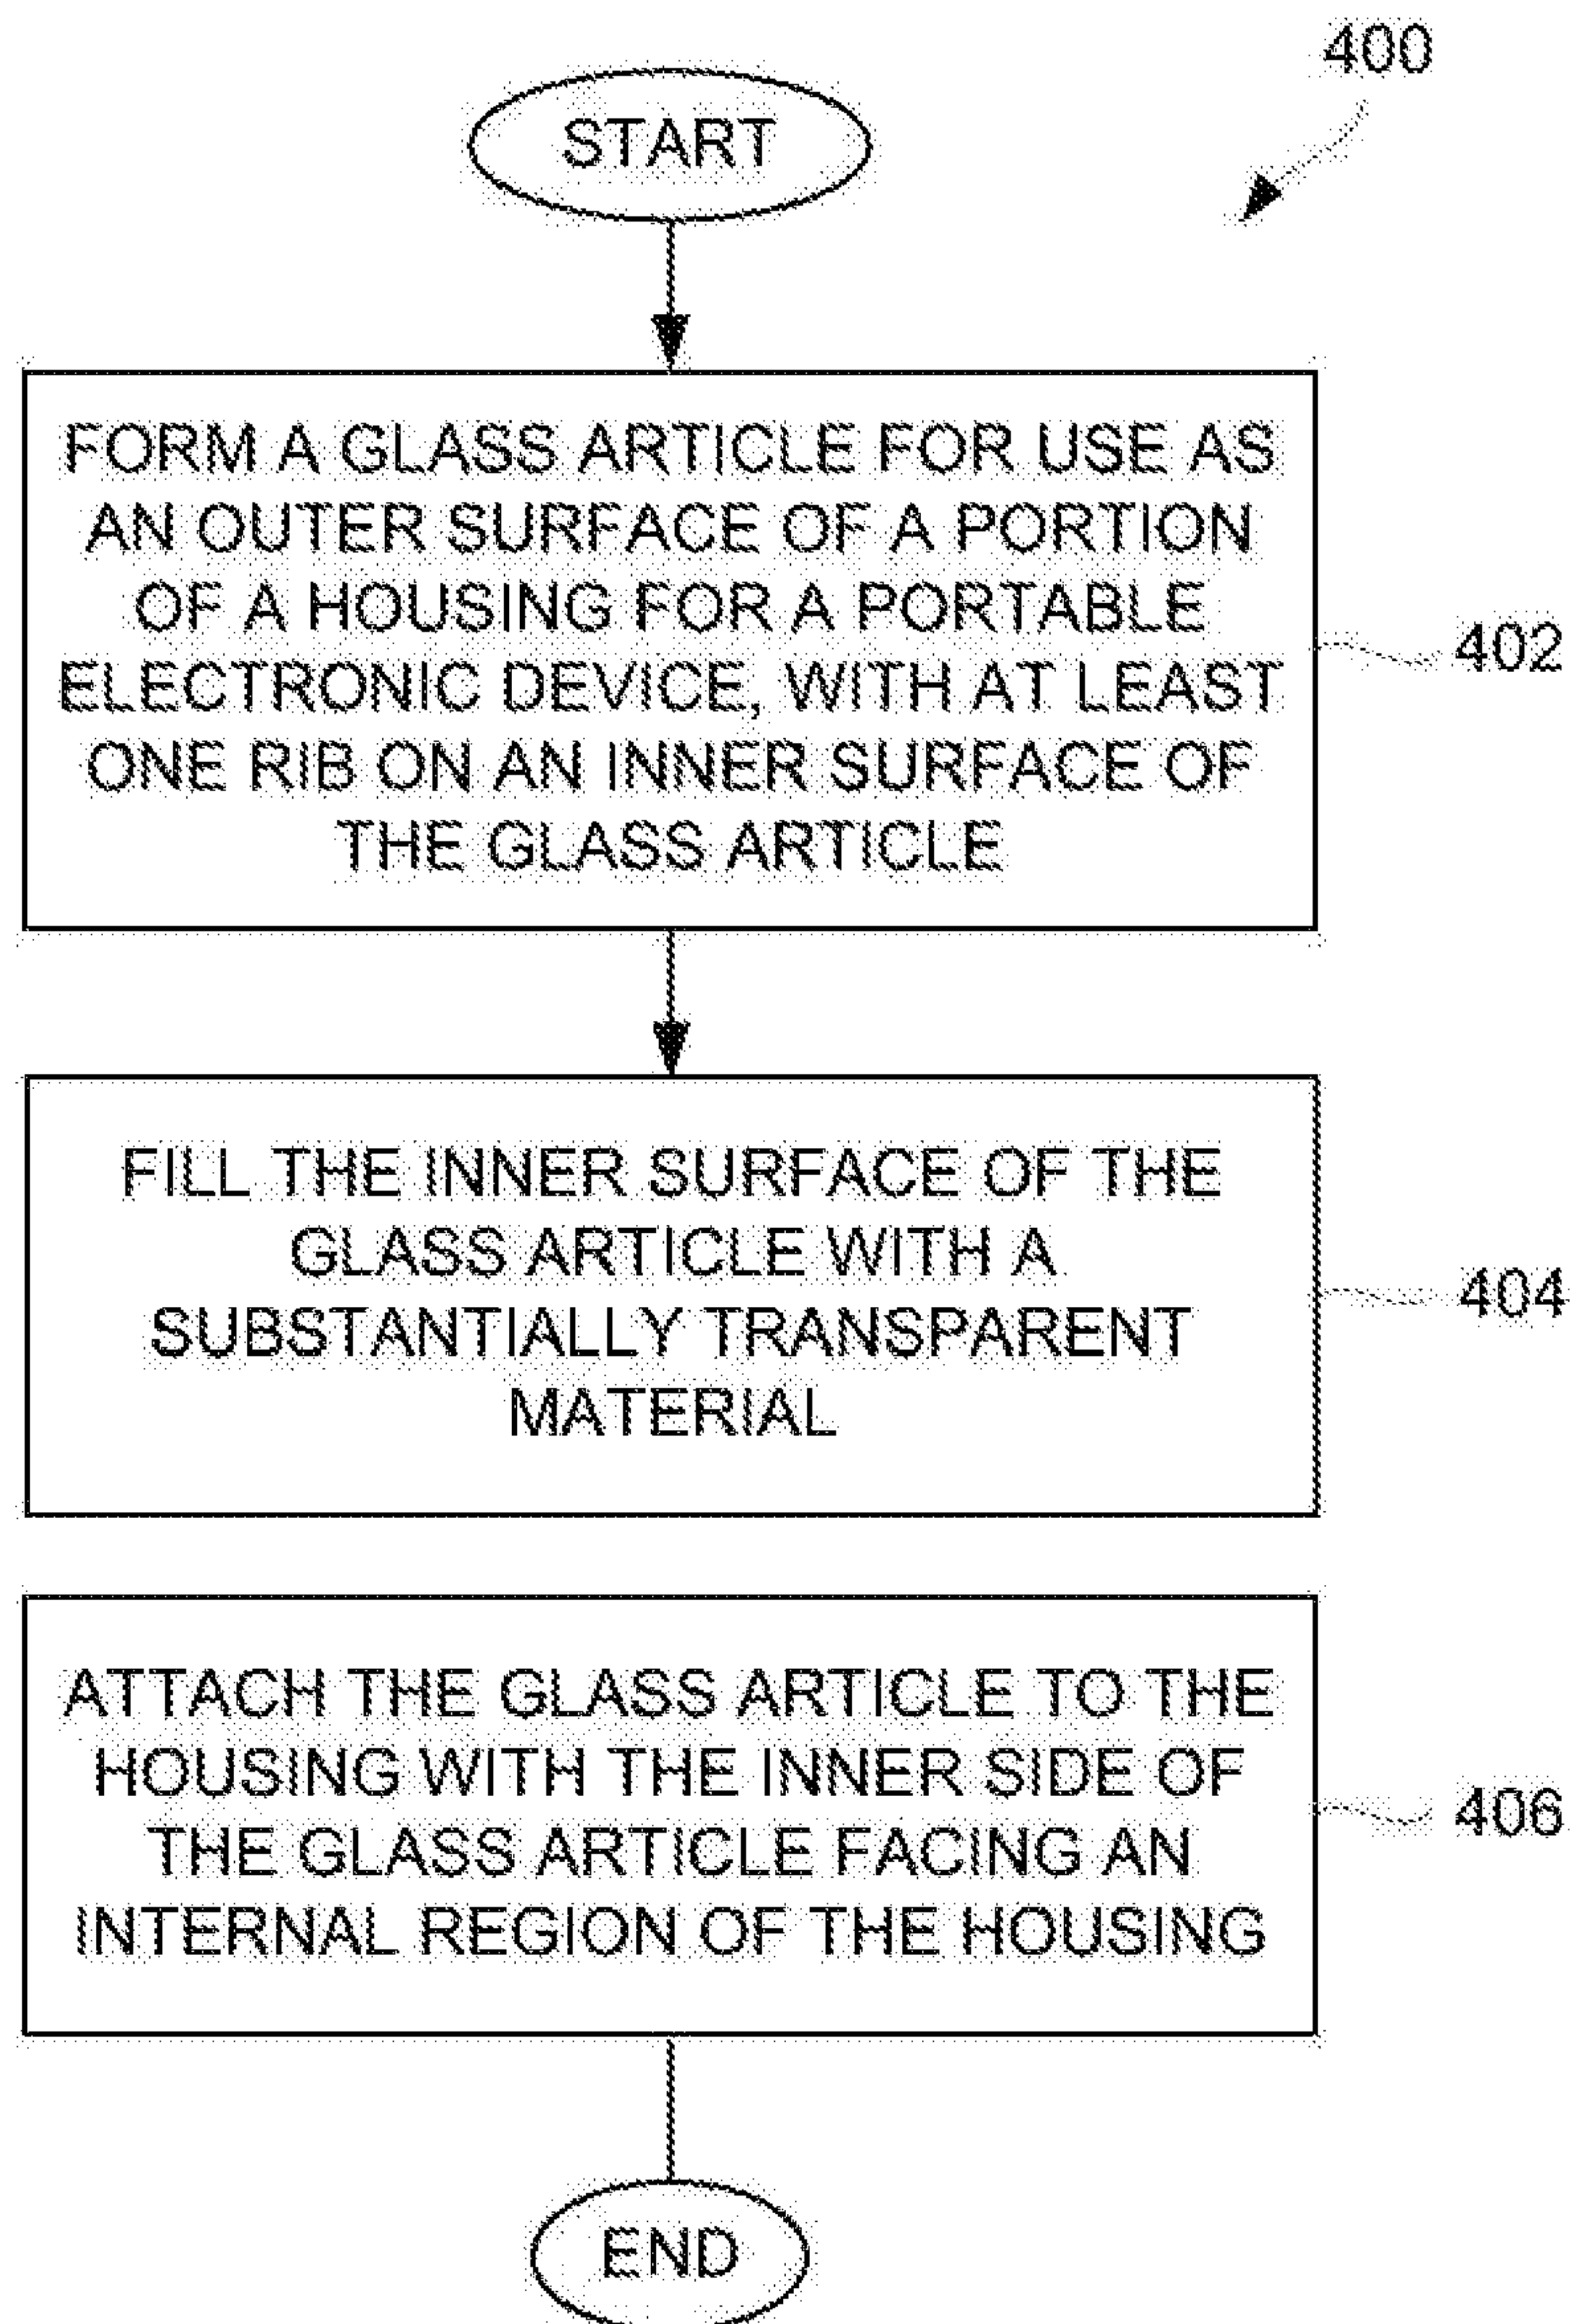 400
START
FORM A GLASS ARTICLE FOR USE AS
AN OUTER SURFACE OF A PORTION
OF A HOUSING FOR A PORTABLE
ELECTRONIC DEVICE, WITH AT LEAST
ONE RIB ON AN INNER SURFACE OF
THE GLASS ARTICLE
402
FILL THE INNER SURFACE OF THE
GLASS ARTICLE WITH A
SUBSTANTIALLY TRANSPARENT
MATERIAL
404
ATTACH THE GLASS ARTICLE TO THE
HOUSING WITH THE INNER SIDE OF
THE GLASS ARTICLE FACING AN
INTERNAL REGION OF THE HOUSING
406
END